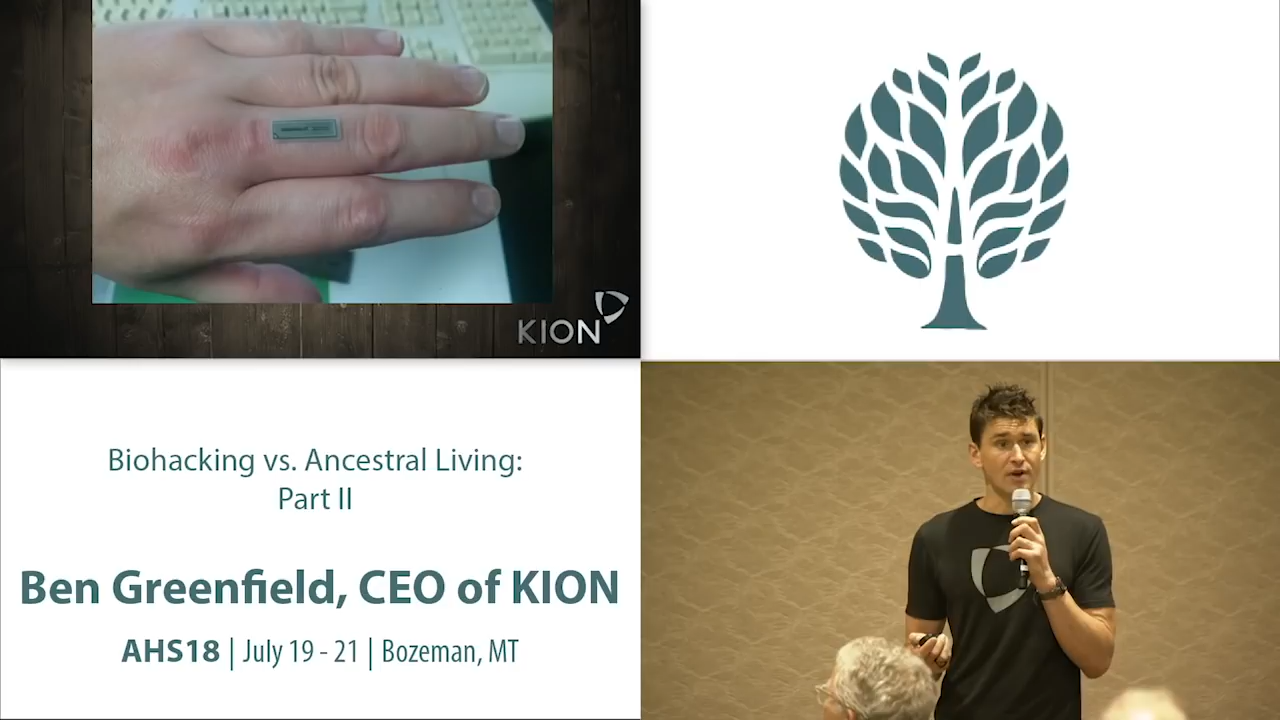 KION
Biohacking vs. Ancestral Living:
Part II
Ben Greenfield, CEO of KION
AHS18 | July 19 - 21 | Bozeman, MT